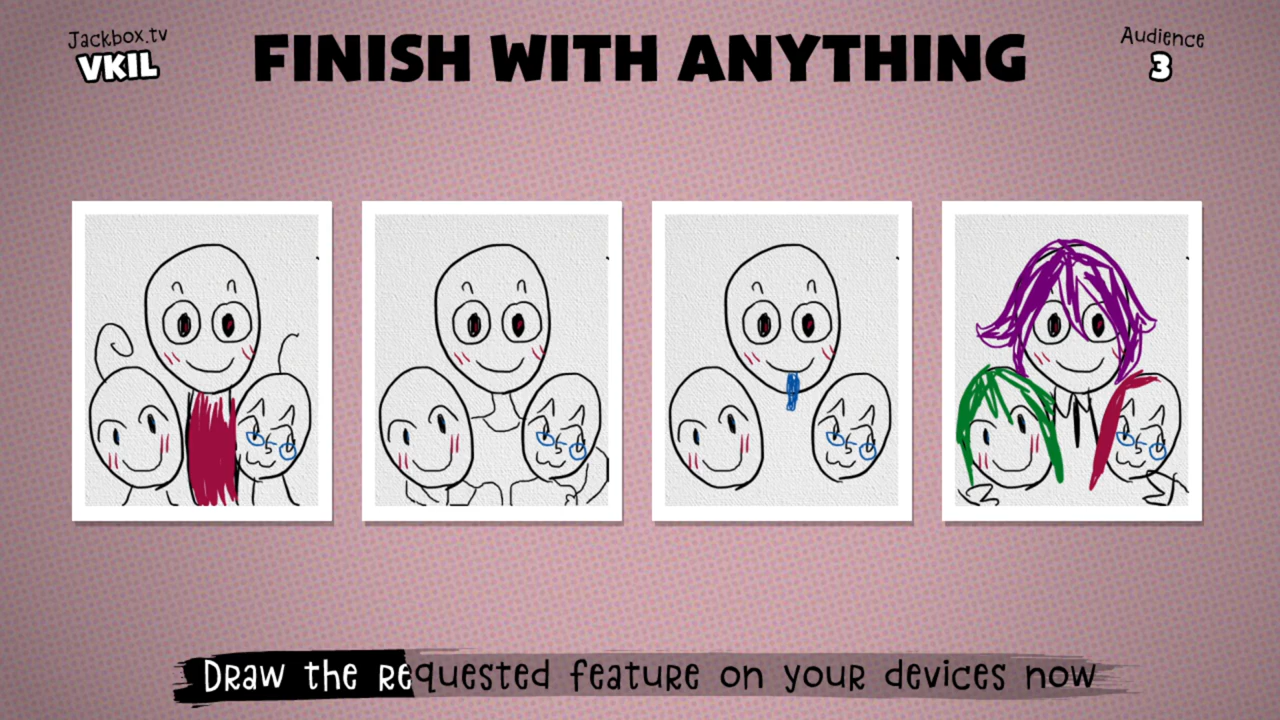 Jackbox.tv
VKIL
FINISH WITH ANYTHING
Audience
3
Draw the requested feature on your devices now